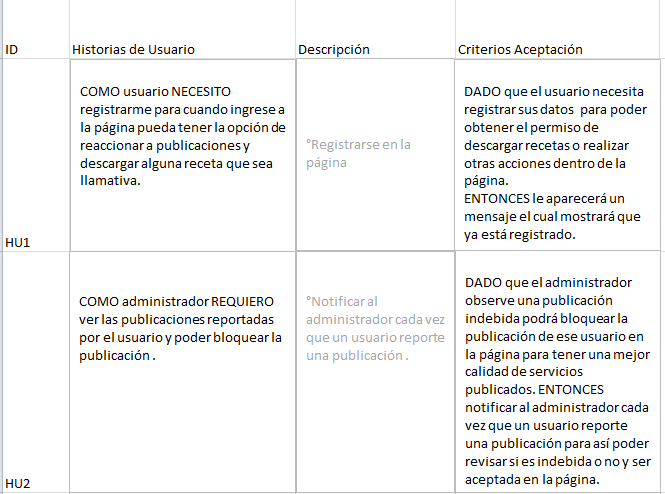 ID
Historias de Usuario
Descripción
Criterios Aceptación
HU1
COMO usuario NECESITO
registrarme para cuando ingrese a
la página pueda tener la opción de
reaccionar a publicaciones y
descargar alguna receta que sea
llamativa.
°Registrarse en la
página
DADO que el usuario necesita
registrar sus datos para poder
obtener el permiso de
descargar recetas o realizar
otras acciones dentro de la
página.
ENTONCES le aparecerá un
mensaje el cual mostrará que
ya está registrado.
HU2
COMO administrador REQUIERO
ver las publicaciones reportadas
por el usuario y poder bloquear la
publicación .
°Notificar al
administrador cada vez
que un usuario reporte
una publicación .
DADO que el administrador
observe una publicación
indebida podrá bloquear la
publicación de ese usuario en
la página para tener una mejor
calidad de servicios
publicados. ENTONCES
notificar al administrador cada
vez que un usuario reporte
una publicación para así poder
revisar si es indebida o no y ser
aceptada en la página.